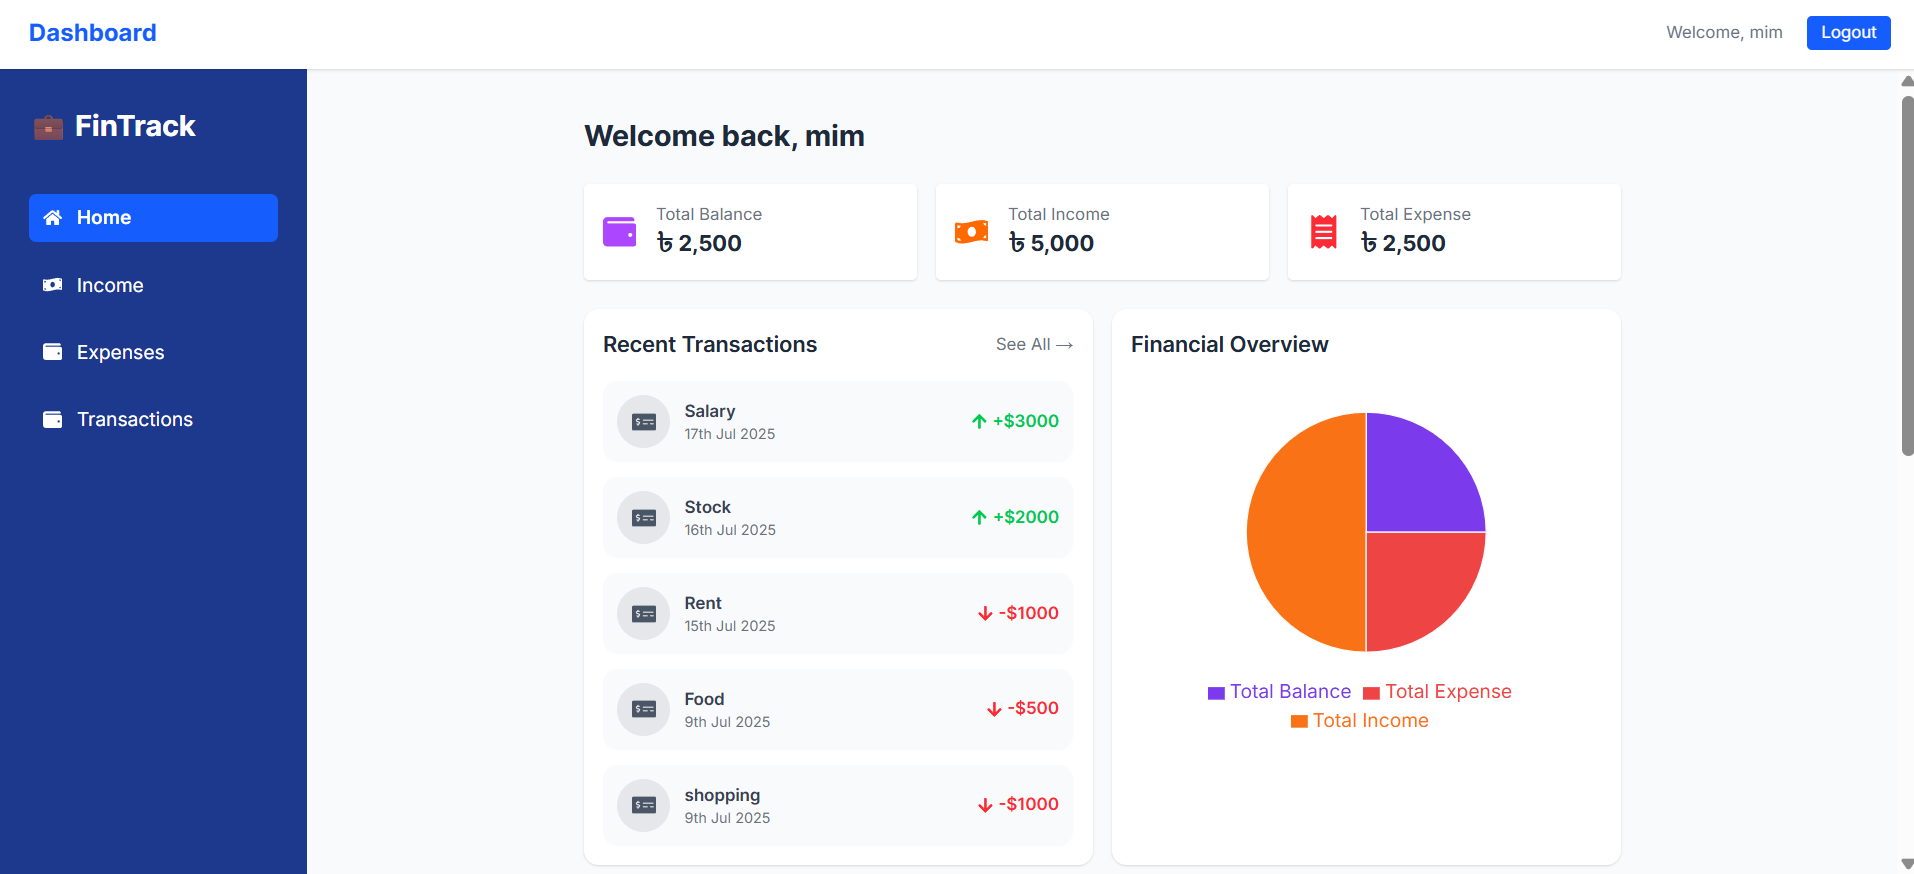 Dashboard
Welcome, mim
Logout
FinTrack
Home
Income
Expenses
Transactions
Welcome back, mim
Total Balance
৳ 2,500
Total Income
৳ 5,000
Total Expense
৳ 2,500
Recent Transactions
See All →
Salary
17th Jul 2025
+$3000
Stock
16th Jul 2025
+$2000
Rent
15th Jul 2025
-$1000
Food
9th Jul 2025
-$500
shopping
9th Jul 2025
-$1000
Financial Overview
Total Balance
Total Expense
Total Income